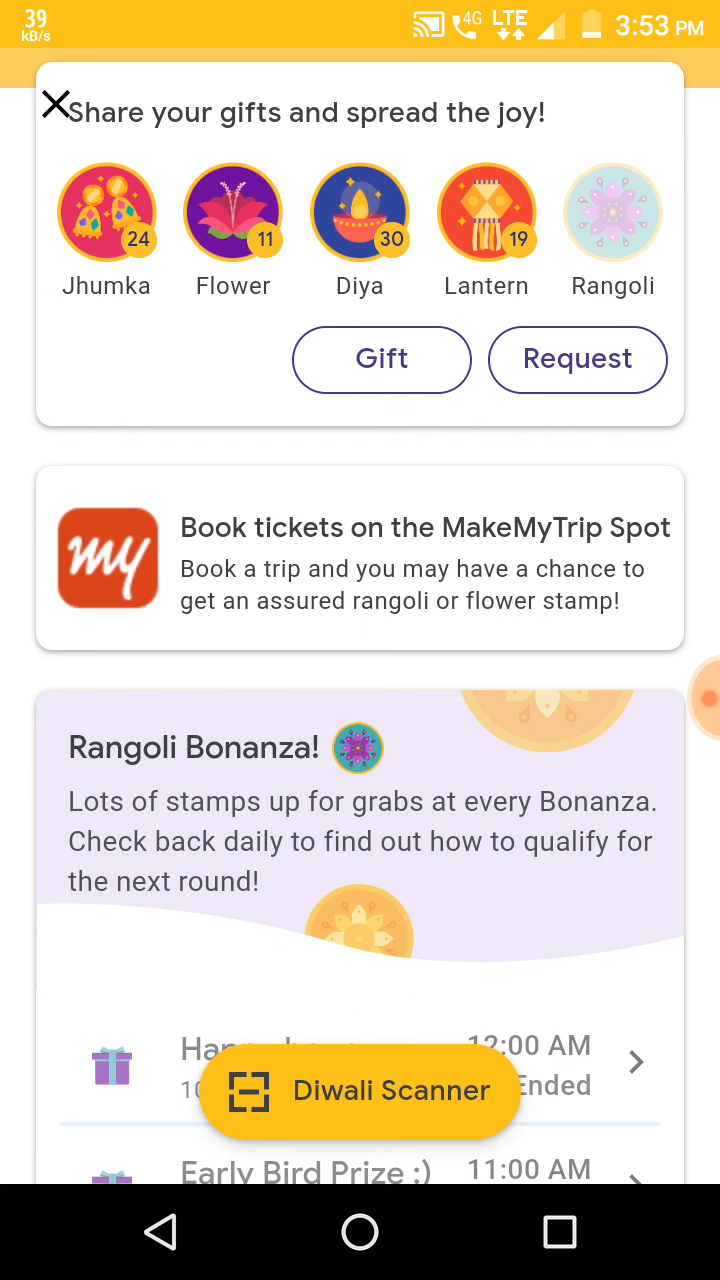 39
kB/s
4G
LTE
3:53 PM
Share your gifts and spread the joy!
24
11
30
19
Jhumka
Flower
Diya
Lantern
Rangoli
Gift
Request
my
Book tickets on the MakeMyTrip Spot
Book a trip and you may have a chance to
get an assured rangoli or flower stamp!
Rangoli Bonanza!
Lots of stamps up for grabs at every Bonanza.
Check back daily to find out how to qualify for
the next round!
12:00 AM
Ended
Diwali Scanner
Early Bird Prize :)
11:00 AM